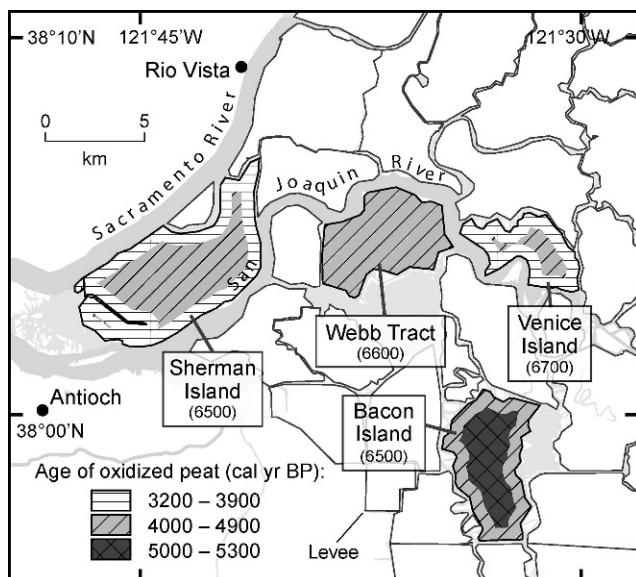 38°10'N
121°45'W
121°30'W
Rio Vista
0 5
km
Sacramento River
San Joaquin River
Webb Tract
(6600)
Venice
Island
(6700)
Sherman
Island
(6500)
Bacon
Island
(6500)
Antioch
38°00'N
Age of oxidized peat (cal yr BP):
3200 – 3900
4000 – 4900
5000 – 5300
Levee